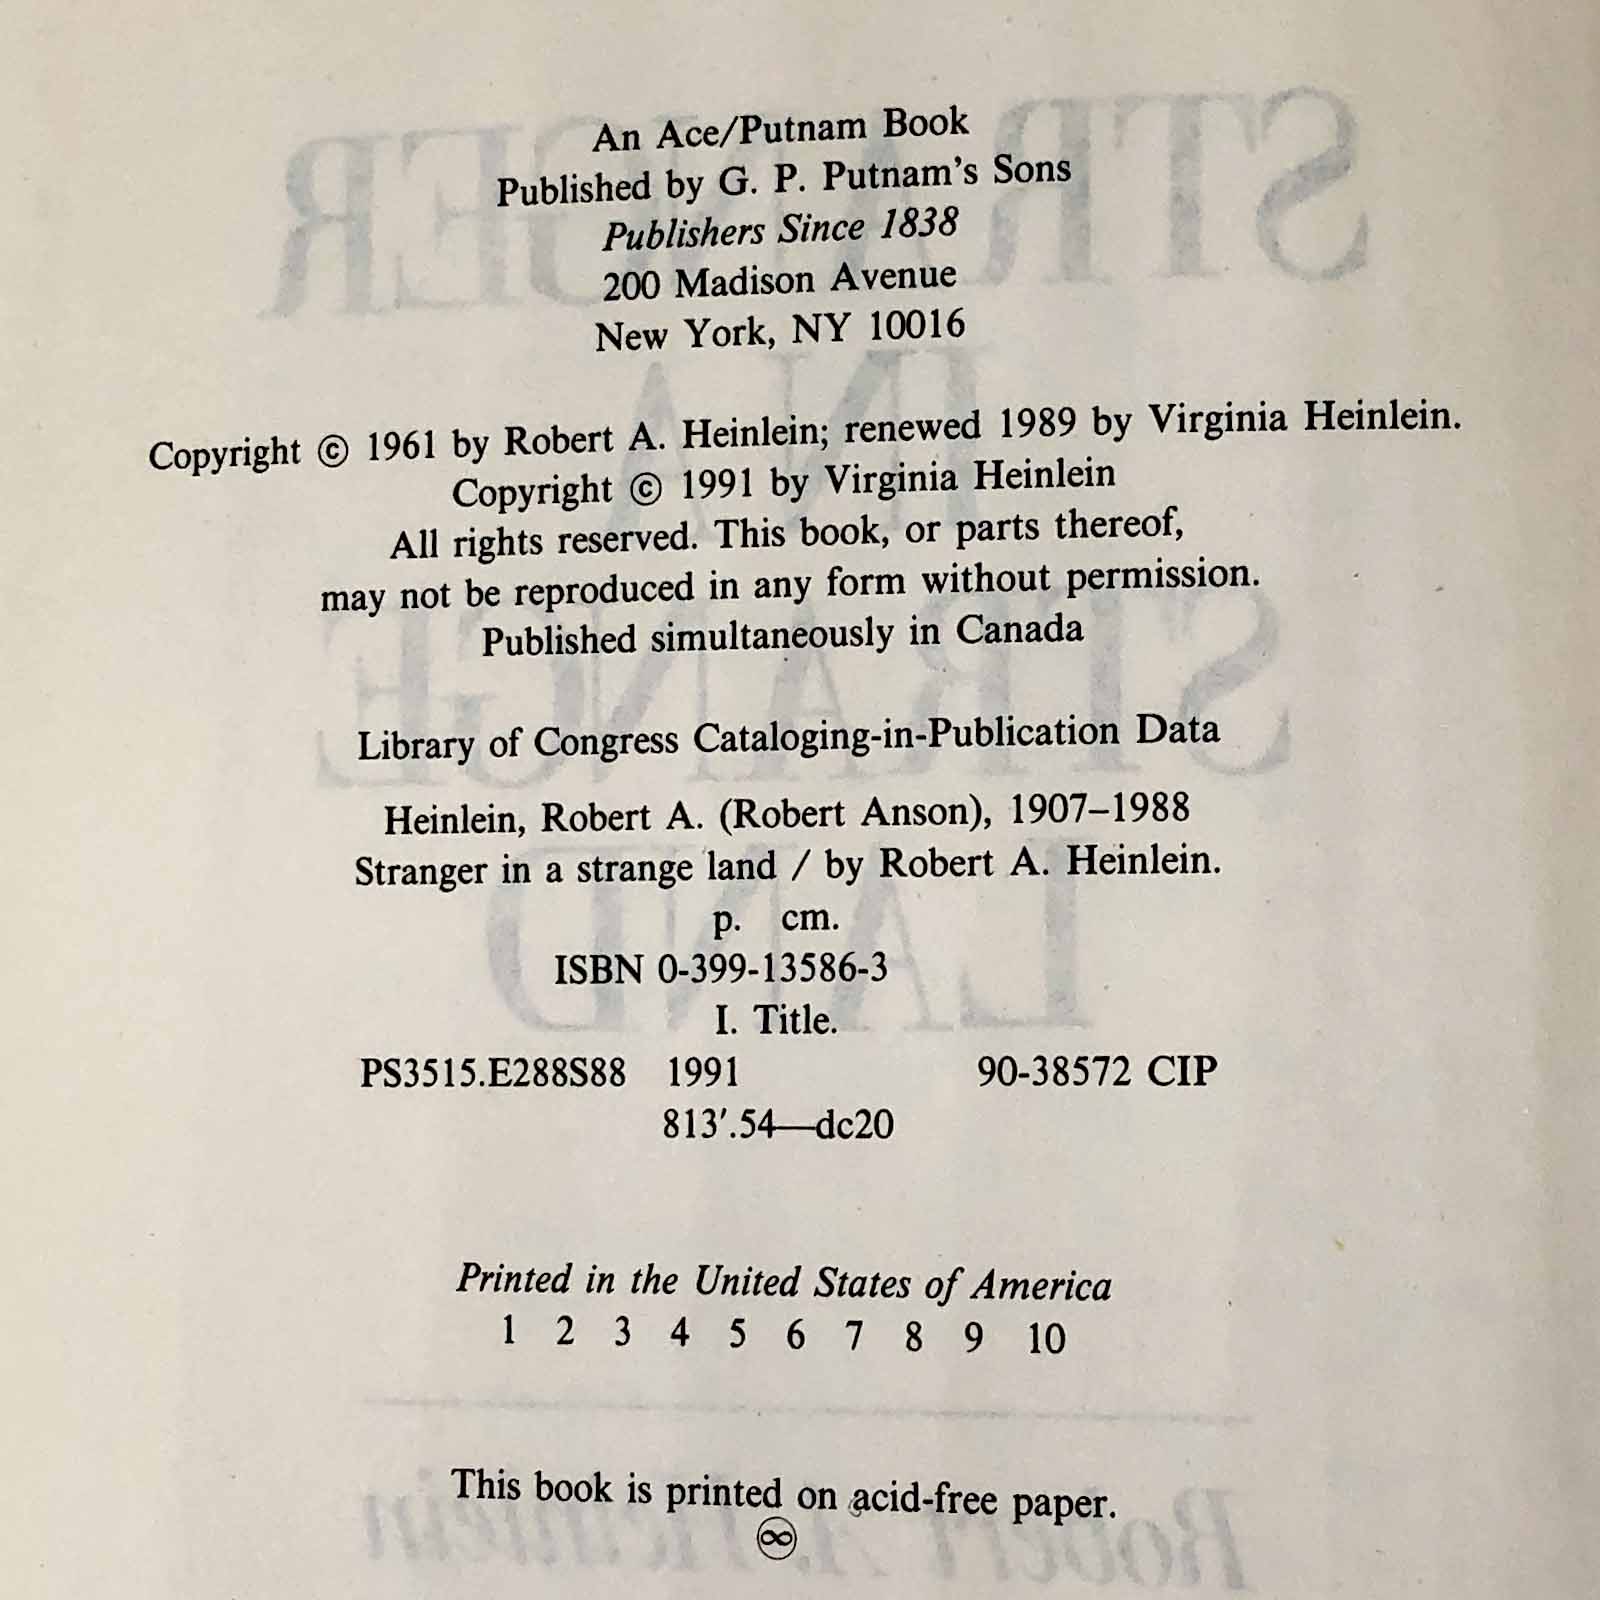 An Ace/Putnam Book
Published by G. P. Putnam's Sons
Publishers Since 1838
200 Madison Avenue
New York, NY 10016
Copyright © 1961 by Robert A. Heinlein; renewed 1989 by Virginia Heinlein.
Copyright © 1991 by Virginia Heinlein
All rights reserved. This book, or parts thereof,
may not be reproduced in any form without permission.
Published simultaneously in Canada
Library of Congress Cataloging-in-Publication Data
Heinlein, Robert A. (Robert Anson), 1907–1988
Stranger in a strange land / by Robert A. Heinlein.
p. cm.
ISBN 0-399-13586-3
I. Title.
PS3515.E288S88 1991 90-38572 CIP
813′.54—dc20
Printed in the United States of America
1 2 3 4 5 6 7 8 9 10
This book is printed on acid-free paper.
♾
STRANGER
IN A
STRANGE
LAND
Robert A. Heinlein